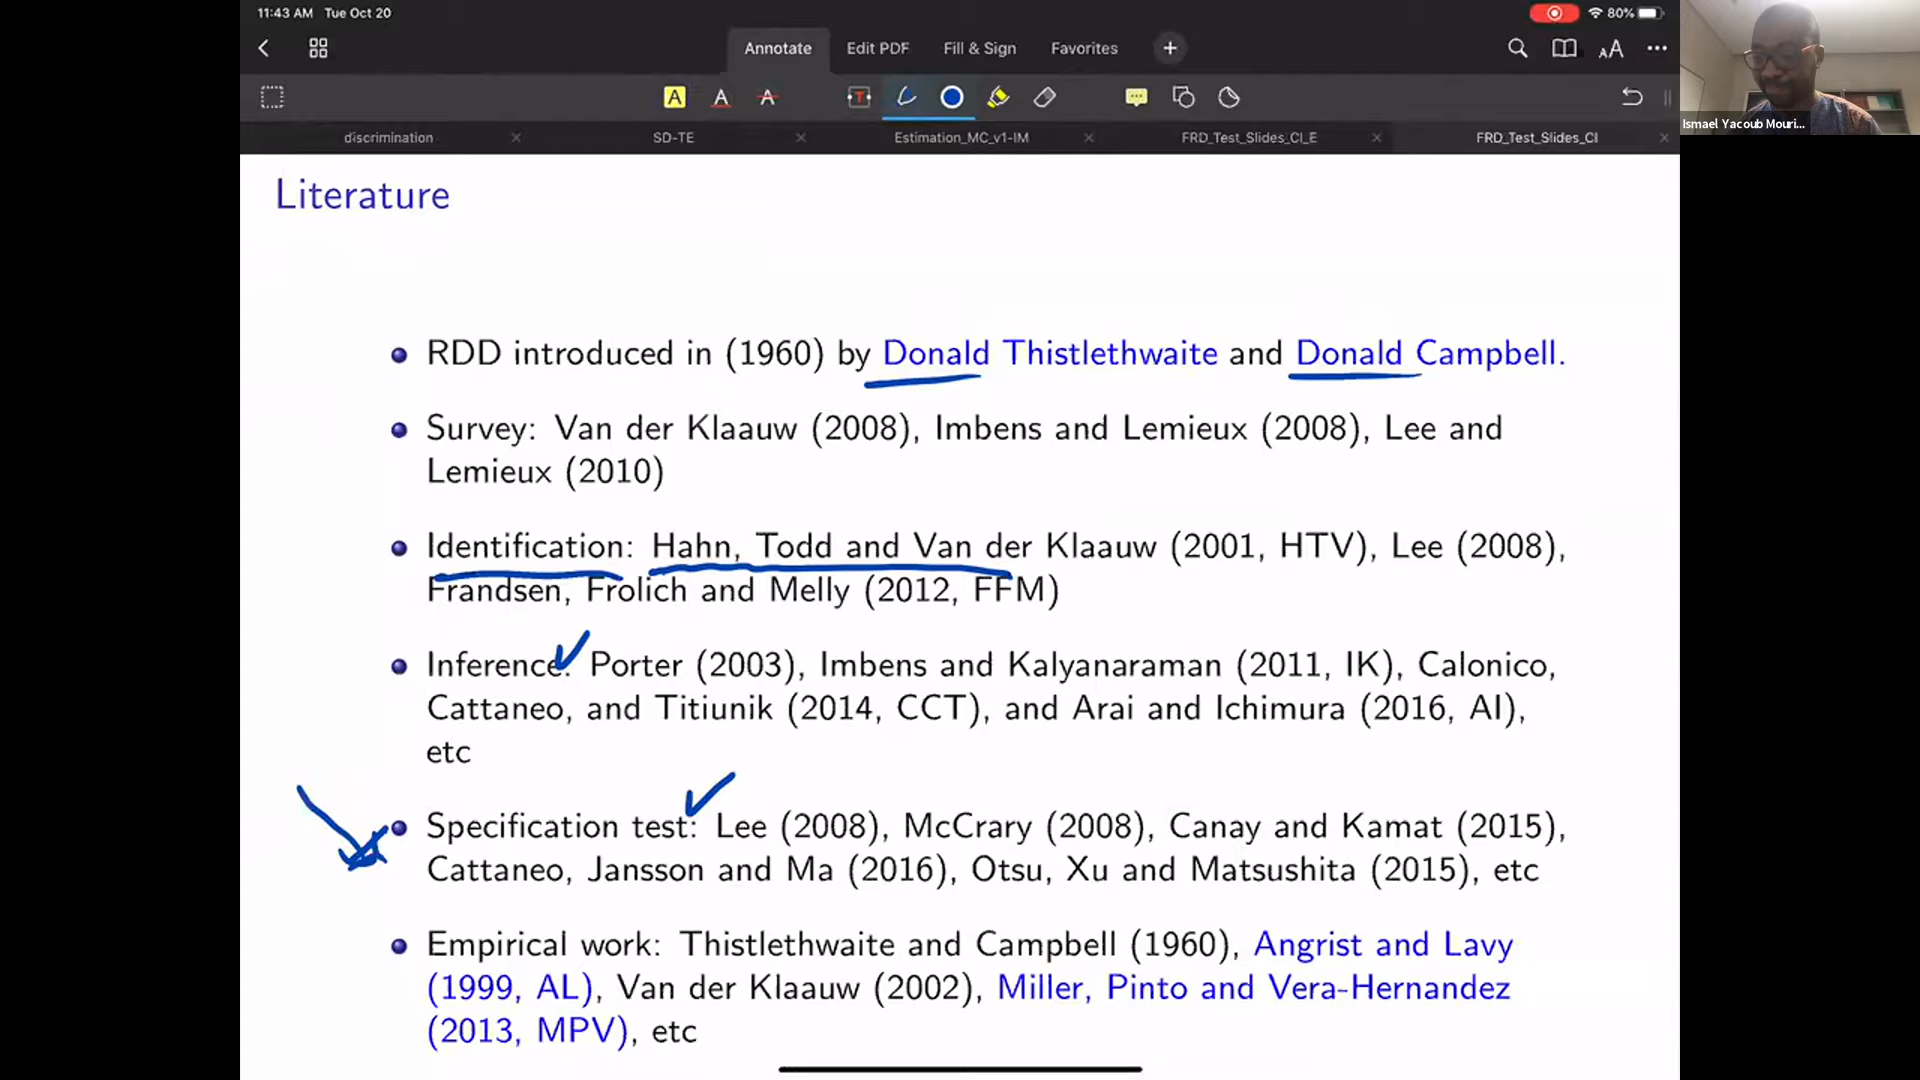 11:43 AM Tue Oct 20
80%
Annotate Edit PDF Fill & Sign Favorites
Ismael Yacoub Mouri...
discrimination SD-TE Estimation_MC_v1-IM FRD_Test_Slides_CI_E FRD_Test_Slides_CI
Literature
RDD introduced in (1960) by Donald Thistlethwaite and Donald Campbell.
Survey: Van der Klaauw (2008), Imbens and Lemieux (2008), Lee and
Lemieux (2010)
Identification: Hahn, Todd and Van der Klaauw (2001, HTV), Lee (2008),
Frandsen, Frolich and Melly (2012, FFM)
Inference: Porter (2003), Imbens and Kalyanaraman (2011, IK), Calonico,
Cattaneo, and Titiunik (2014, CCT), and Arai and Ichimura (2016, AI),
etc
Specification test: Lee (2008), McCrary (2008), Canay and Kamat (2015),
Cattaneo, Jansson and Ma (2016), Otsu, Xu and Matsushita (2015), etc
Empirical work: Thistlethwaite and Campbell (1960), Angrist and Lavy
(1999, AL), Van der Klaauw (2002), Miller, Pinto and Vera-Hernandez
(2013, MPV), etc